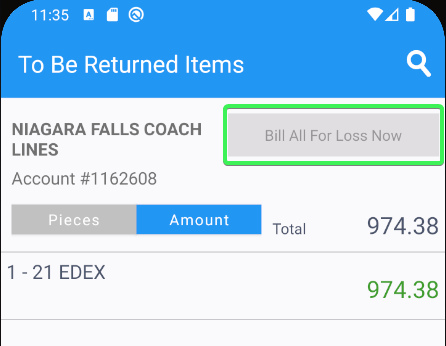 11:35
To Be Returned Items
NIAGARA FALLS COACH
LINES
Bill All For Loss Now
Account #1162608
Pieces
Amount
Total
974.38
1 - 21 EDEX
974.38